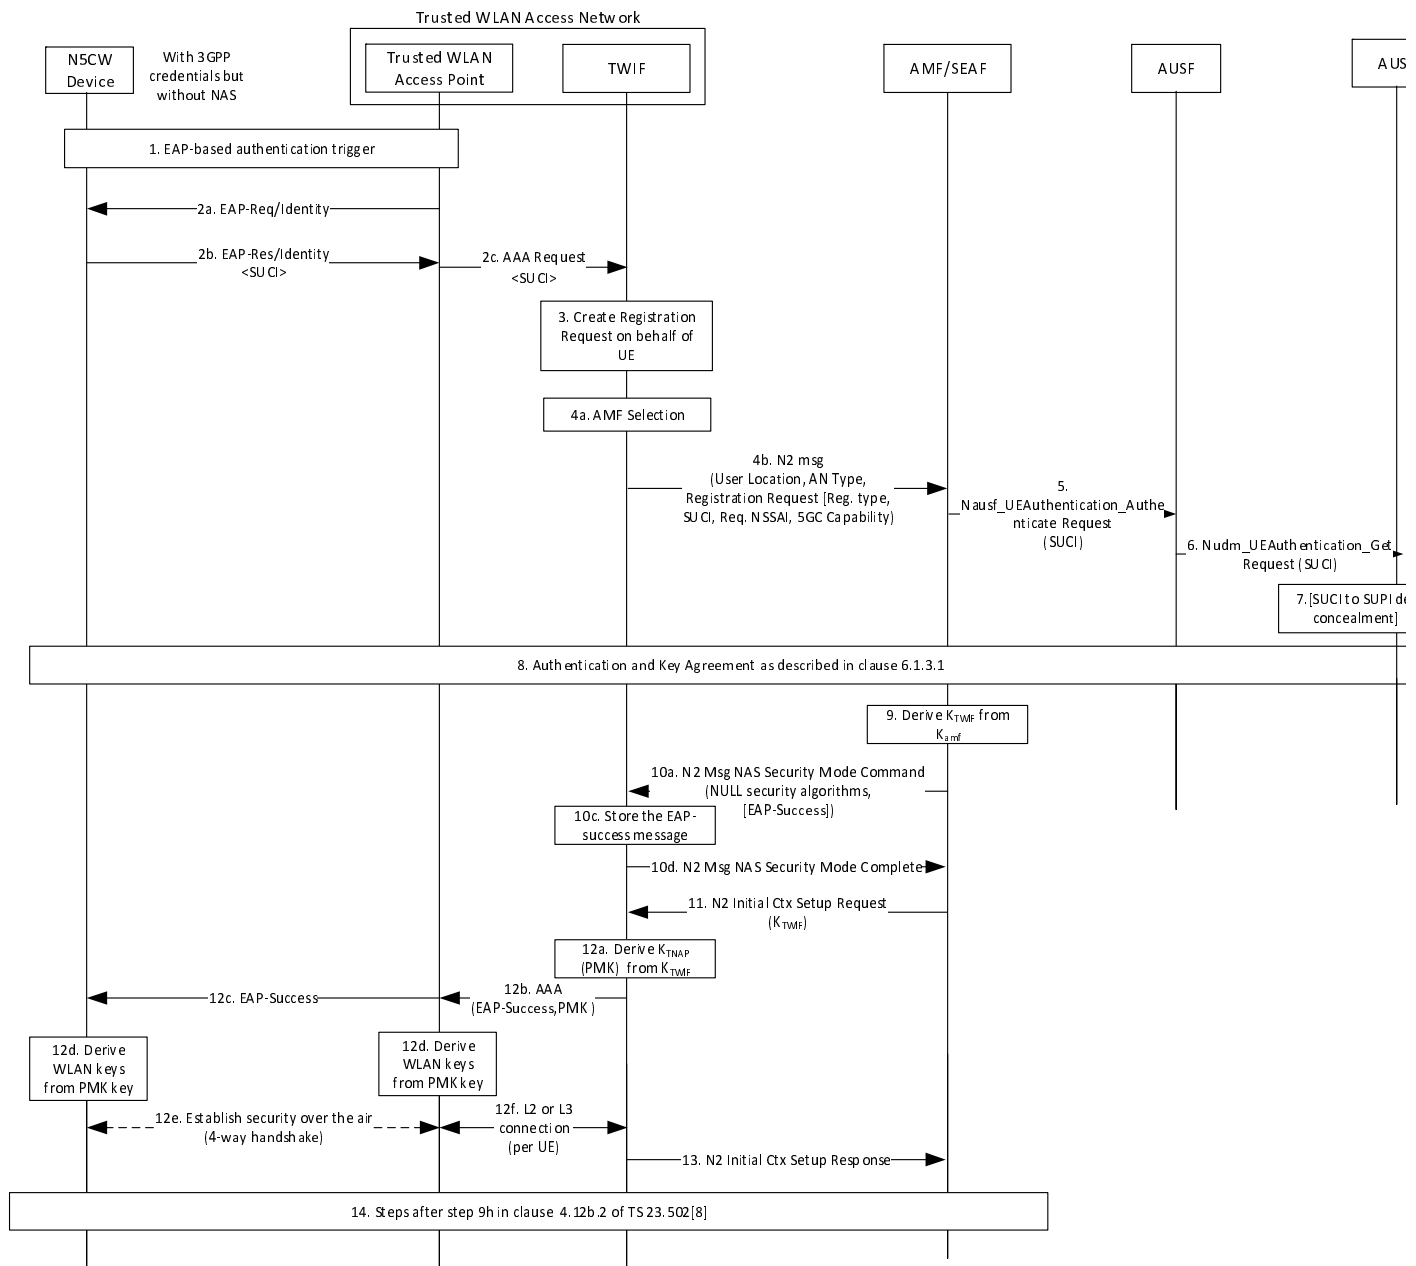 Trusted WLAN Access Network
N5CW
Device
With 3GPP
credentials but
without NAS
Trusted WLAN
Access Point
TWIF
AMF/SEAF
AUSF
AUS
1. EAP-based authentication trigger
2a. EAP-Req/Identity
2b. EAP-Res/Identity
<SUCI>
2c. AAA Request
<SUCI>
3. Create Registration
Request on behalf of
UE
4a. AMF Selection
4b. N2 msg
(User Location, AN Type,
Registration Request [Reg. type,
SUCI, Req. NSSAI, 5GC Capability)
5.
Nausf_UEAuthentication_Authe
nticate Request
(SUCI)
6. Nudm_UEAuthentication_Get
Request (SUCI)
7.[SUCI to SUPI de
concealment]
8. Authentication and Key Agreement as described in clause 6.1.3.1
9. Derive KTWIF from
Kamf
10a. N2 Msg NAS Security Mode Command
(NULL security algorithms,
[EAP-Success])
10c. Store the EAP-
success message
10d. N2 Msg NAS Security Mode Complete
11. N2 Initial Ctx Setup Request
(KTWIF)
12a. Derive KTNAP
(PMK) from KTWIF
12b. AAA
(EAP-Success,PMK )
12c. EAP-Success
12d. Derive
WLAN keys
from PMK key
12d. Derive
WLAN keys
from PMK key
12e. Establish security over the air
(4-way handshake)
12f. L2 or L3
connection
(per UE)
13. N2 Initial Ctx Setup Response
14. Steps after step 9h in clause 4.12b.2 of TS 23.502[8]